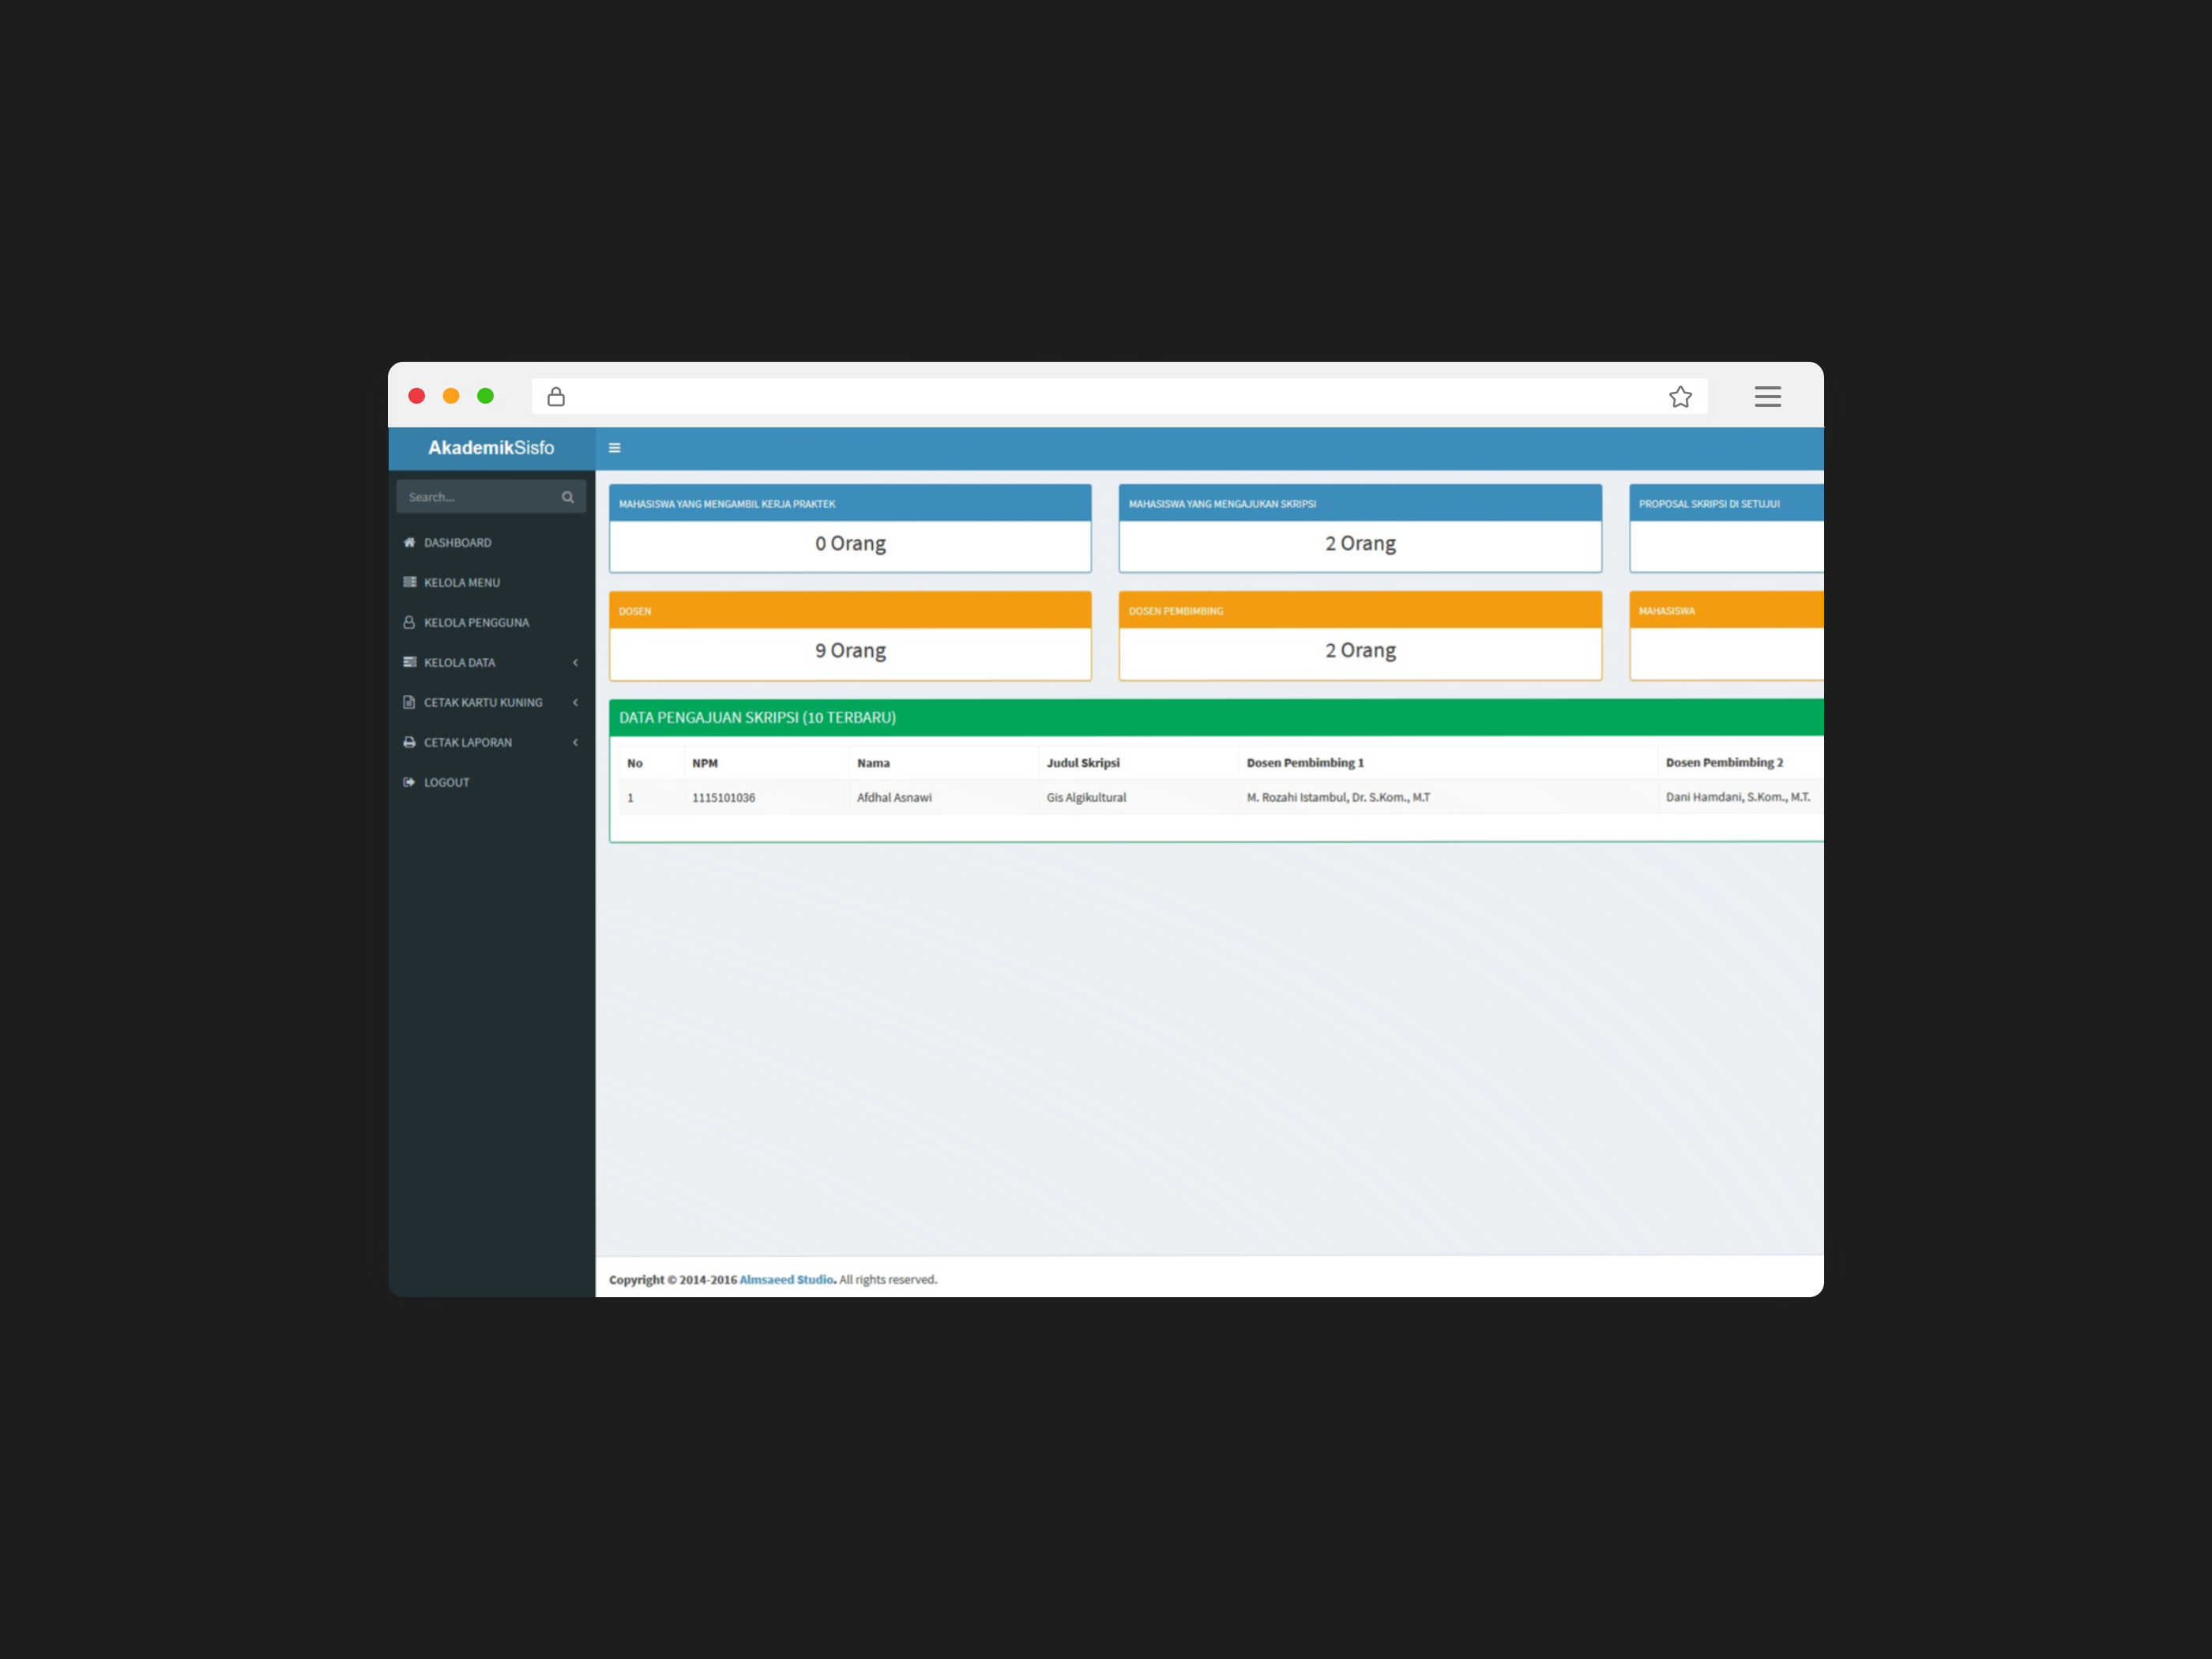 AkademikSisfo
Search...
DASHBOARD
KELOLA MENU
KELOLA PENGGUNA
KELOLA DATA
CETAK KARTU KUNING
CETAK LAPORAN
LOGOUT
MAHASISWA YANG MENGAMBIL KERJA PRAKTEK
0 Orang
MAHASISWA YANG MENGAJUKAN SKRIPSI
2 Orang
PROPOSAL SKRIPSI DI SETUJUI
DOSEN
9 Orang
DOSEN PEMBIMBING
2 Orang
MAHASISWA
DATA PENGAJUAN SKRIPSI (10 TERBARU)
No NPM Nama Judul Skripsi Dosen Pembimbing 1 Dosen Pembimbing 2
1 1115101036 Afdhal Asnawi Gis Algikultural M. Rozahi Istambul, Dr. S.Kom., M.T Dani Hamdani, S.Kom., M.T.
Copyright © 2014-2016 Almsaeed Studio. All rights reserved.